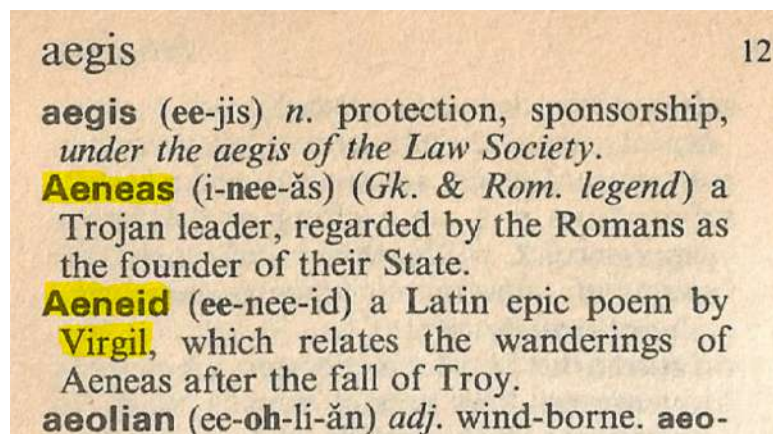 aegis 12
aegis (ee-jis) n. protection, sponsorship,
under the aegis of the Law Society.
Aeneas (i-nee-ăs) (Gk. & Rom. legend) a
Trojan leader, regarded by the Romans as
the founder of their State.
Aeneid (ee-nee-id) a Latin epic poem by
Virgil, which relates the wanderings of
Aeneas after the fall of Troy.
aeolian (ee-oh-li-ăn) adj. wind-borne. aeo-